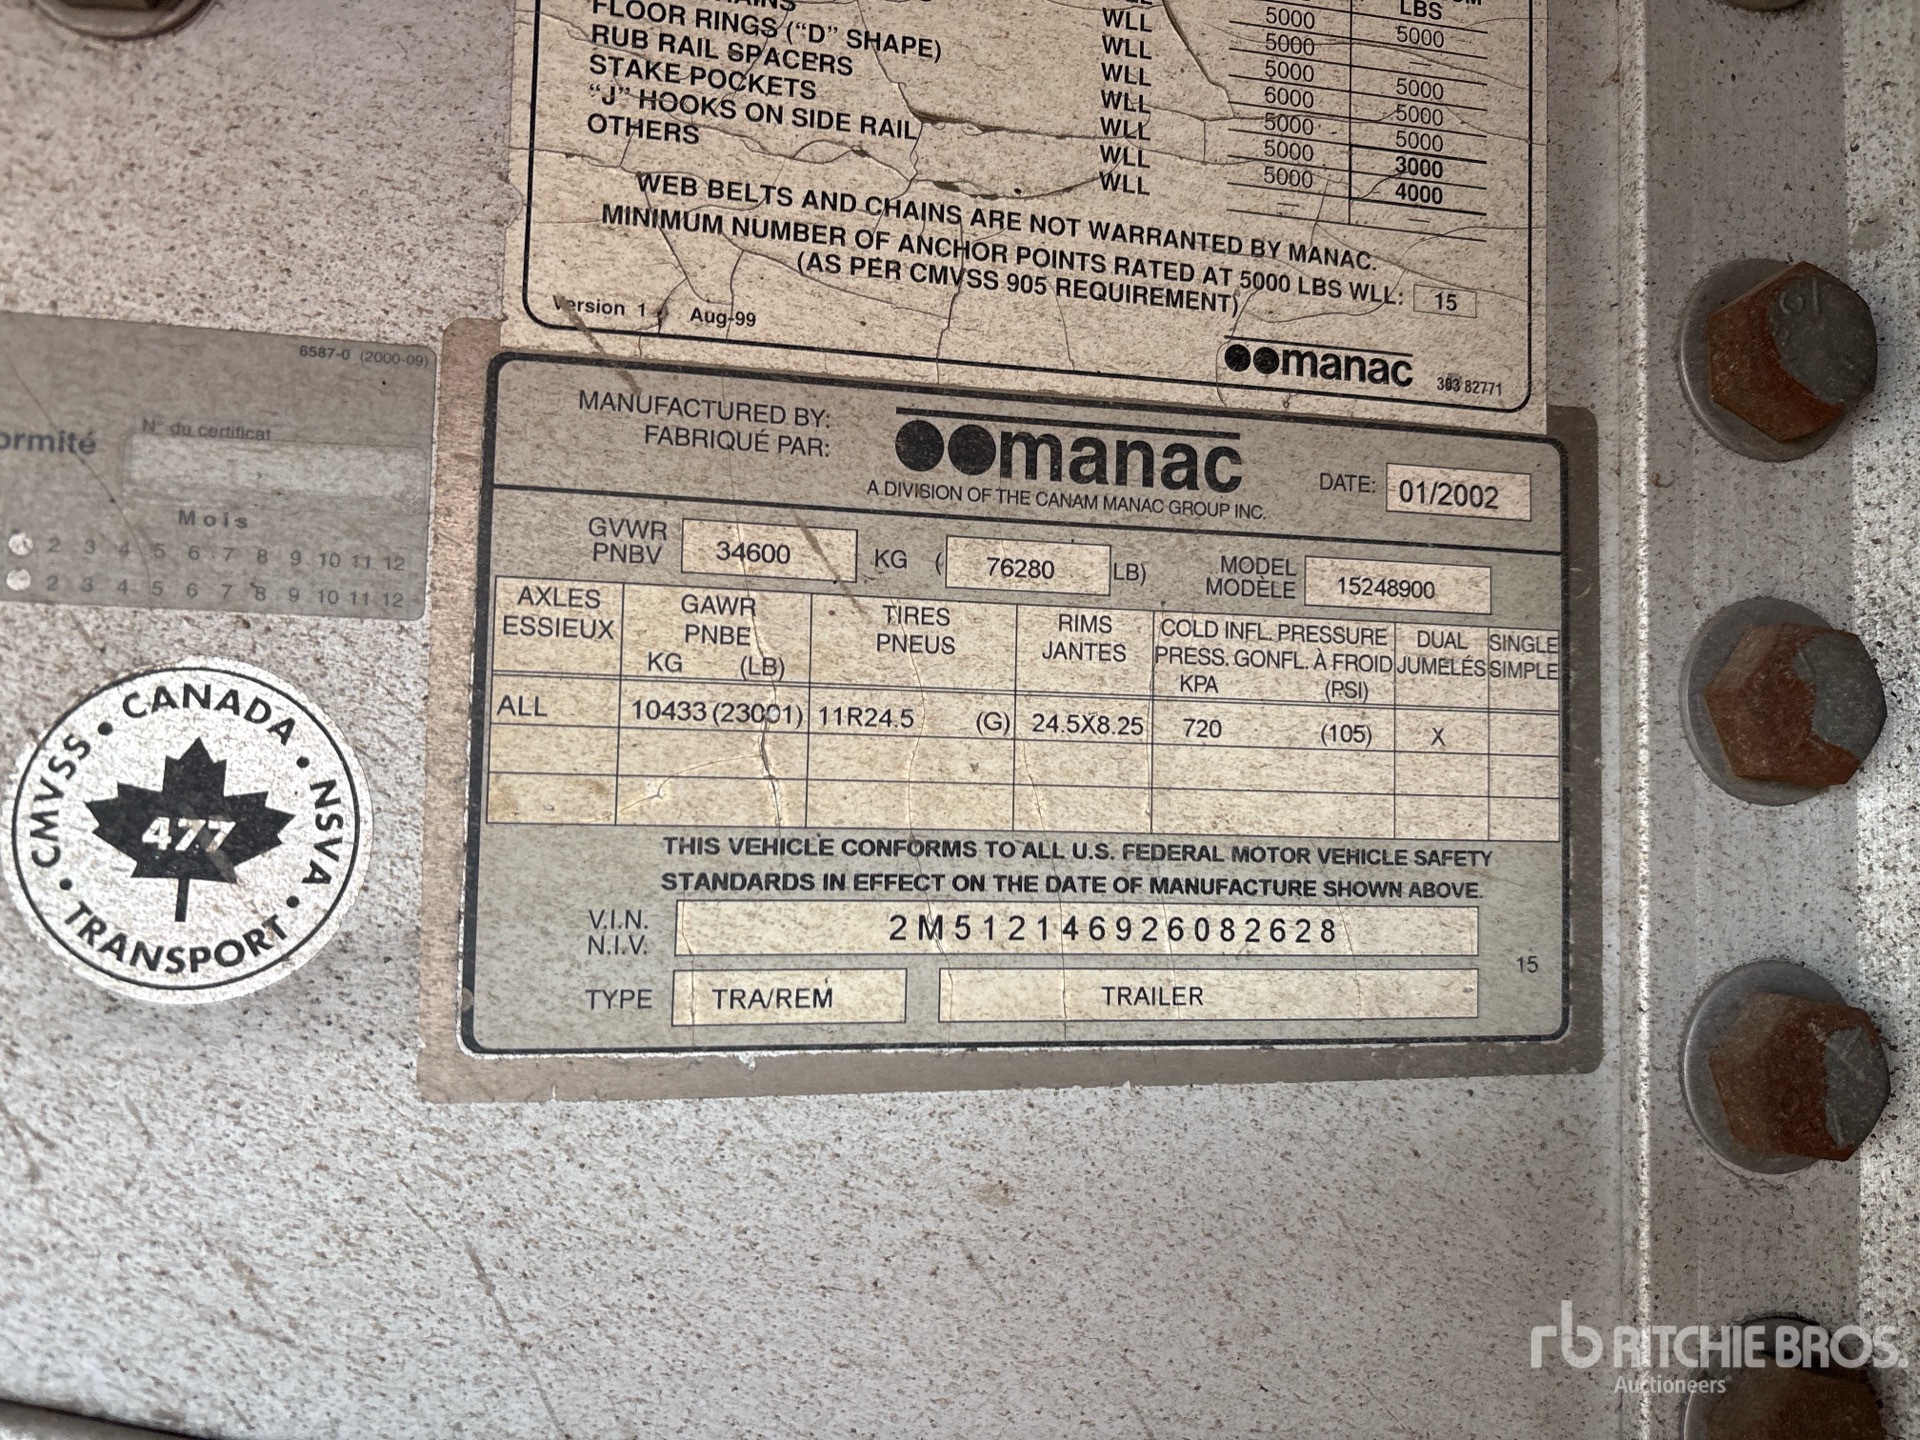 LBS
WLL 5000 5000
FLOOR RINGS ("D" SHAPE) WLL 5000 —
RUB RAIL SPACERS WLL 5000 5000
STAKE POCKETS WLL 6000 5000
"J" HOOKS ON SIDE RAIL WLL 5000 5000
OTHERS WLL 5000 3000
WLL 5000 4000
— —
WEB BELTS AND CHAINS ARE NOT WARRANTED BY MANAC.
MINIMUM NUMBER OF ANCHOR POINTS RATED AT 5000 LBS WLL: 15
(AS PER CMVSS 905 REQUIREMENT)
Version 1 Aug-99
manac
303 82771
6587-0 (2000-09)
N° du certificat
Mois
2 3 4 5 6 7 8 9 10 11 12
2 3 4 5 6 7 8 9 10 11 12
MANUFACTURED BY:
FABRIQUÉ PAR:
manac
A DIVISION OF THE CANAM MANAC GROUP INC.
DATE: 01/2002
GVWR
PNBV
34600 KG ( 76280 LB)
MODEL
MODÈLE
15248900
AXLES
ESSIEUX
GAWR
PNBE
KG (LB)
TIRES
PNEUS
RIMS
JANTES
COLD INFL. PRESSURE
PRESS. GONFL. À FROID
KPA (PSI)
DUAL
JUMELÉS
SINGLE
SIMPLE
ALL 10433 (23001) 11R24.5 (G) 24.5X8.25 720 (105) X
THIS VEHICLE CONFORMS TO ALL U.S. FEDERAL MOTOR VEHICLE SAFETY
STANDARDS IN EFFECT ON THE DATE OF MANUFACTURE SHOWN ABOVE.
V.I.N.
N.I.V.
2M512146926082628
15
TYPE TRA/REM TRAILER
CANADA • NSVA • TRANSPORT • CMVSS •
477
rb RITCHIE BROS.
Auctioneers